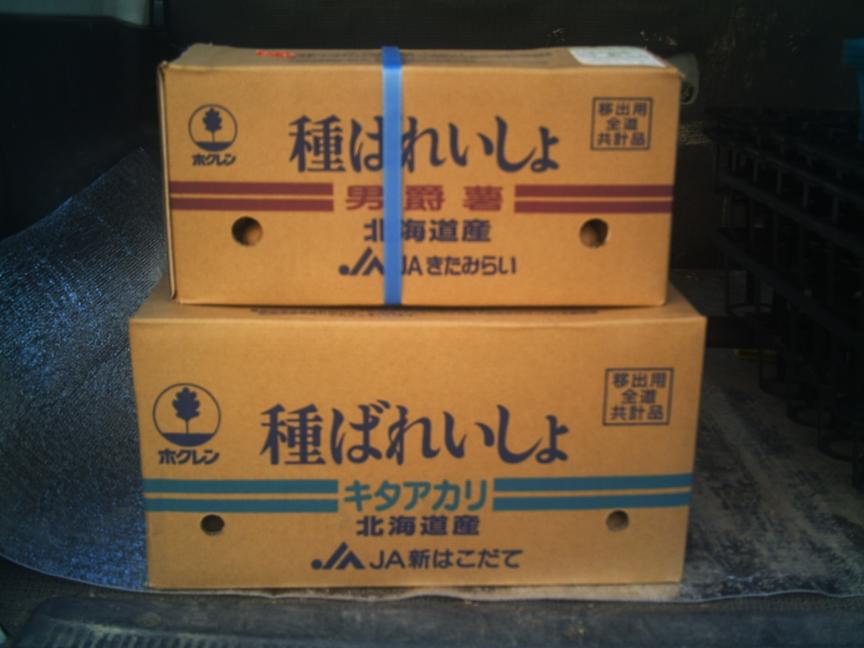 移出用
全道
共計品
ホクレン
種ばれいしょ
男爵薯
北海道産
JAきたみらい
移出用
全道
共計品
ホクレン
種ばれいしょ
キタアカリ
北海道産
JA新はこだて